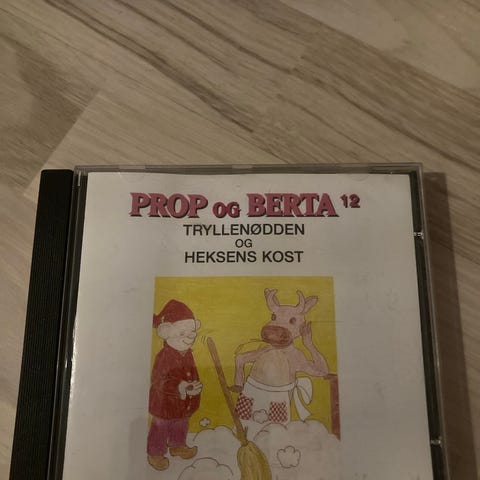 PROP OG BERTA 12
TRYLLENØDDEN
OG
HEKSENS KOST